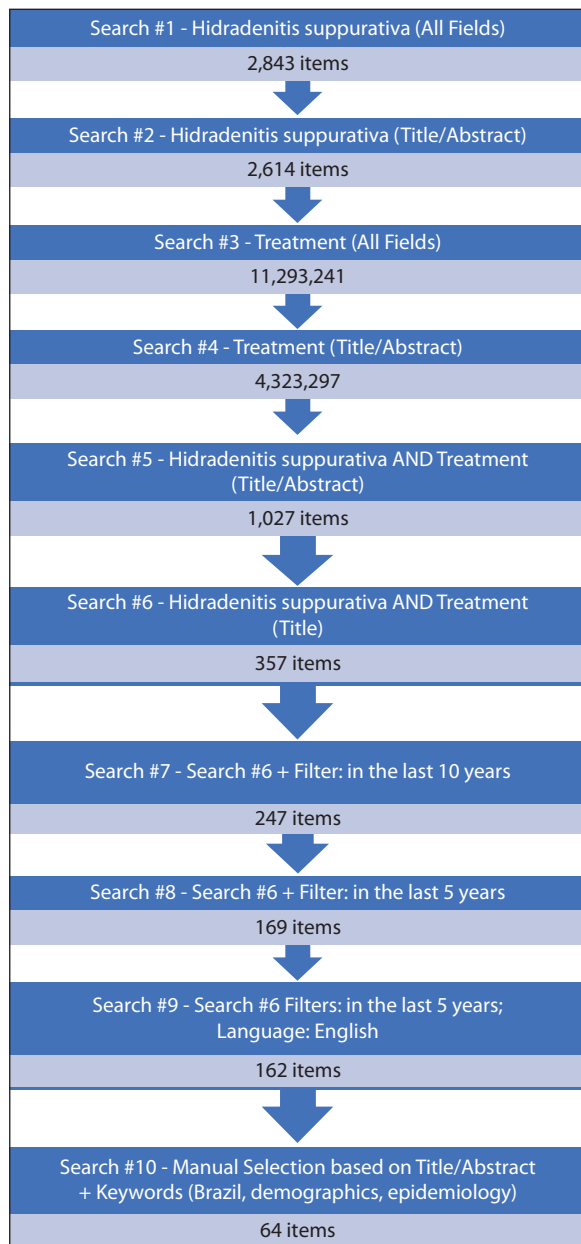 Search #1 - Hidradenitis suppurativa (All Fields)
2,843 items
Search #2 - Hidradenitis suppurativa (Title/Abstract)
2,614 items
Search #3 - Treatment (All Fields)
11,293,241
Search #4 - Treatment (Title/Abstract)
4,323,297
Search #5 - Hidradenitis suppurativa AND Treatment
(Title/Abstract)
1,027 items
Search #6 - Hidradenitis suppurativa AND Treatment
(Title)
357 items
Search #7 - Search #6 + Filter: in the last 10 years
247 items
Search #8 - Search #6 + Filter: in the last 5 years
169 items
Search #9 - Search #6 Filters: in the last 5 years;
Language: English
162 items
Search #10 - Manual Selection based on Title/Abstract
+ Keywords (Brazil, demographics, epidemiology)
64 items